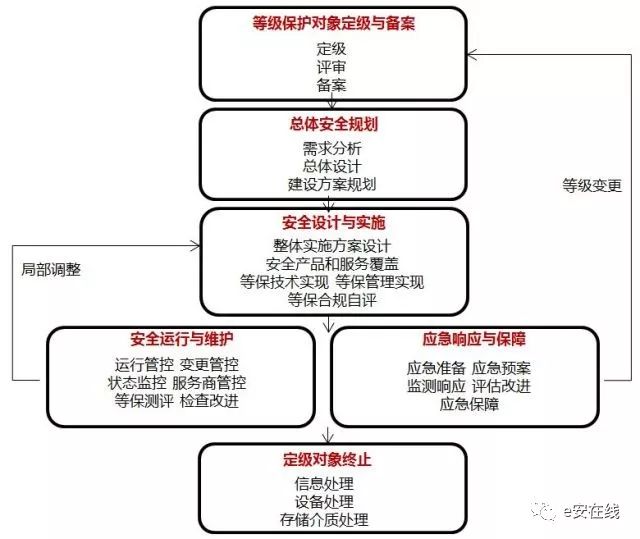 等级保护对象定级与备案
定级
评审
备案
总体安全规划
需求分析
总体设计
建设方案规划
等级变更
安全设计与实施
整体实施方案设计
安全产品和服务覆盖
等保技术实现 等保管理实现
等保合规自评
局部调整
安全运行与维护
运行管控 变更管控
状态监控 服务商管控
等保测评 检查改进
应急响应与保障
应急准备 应急预案
监测响应 评估改进
应急保障
定级对象终止
信息处理
设备处理
存储介质处理
e安在线